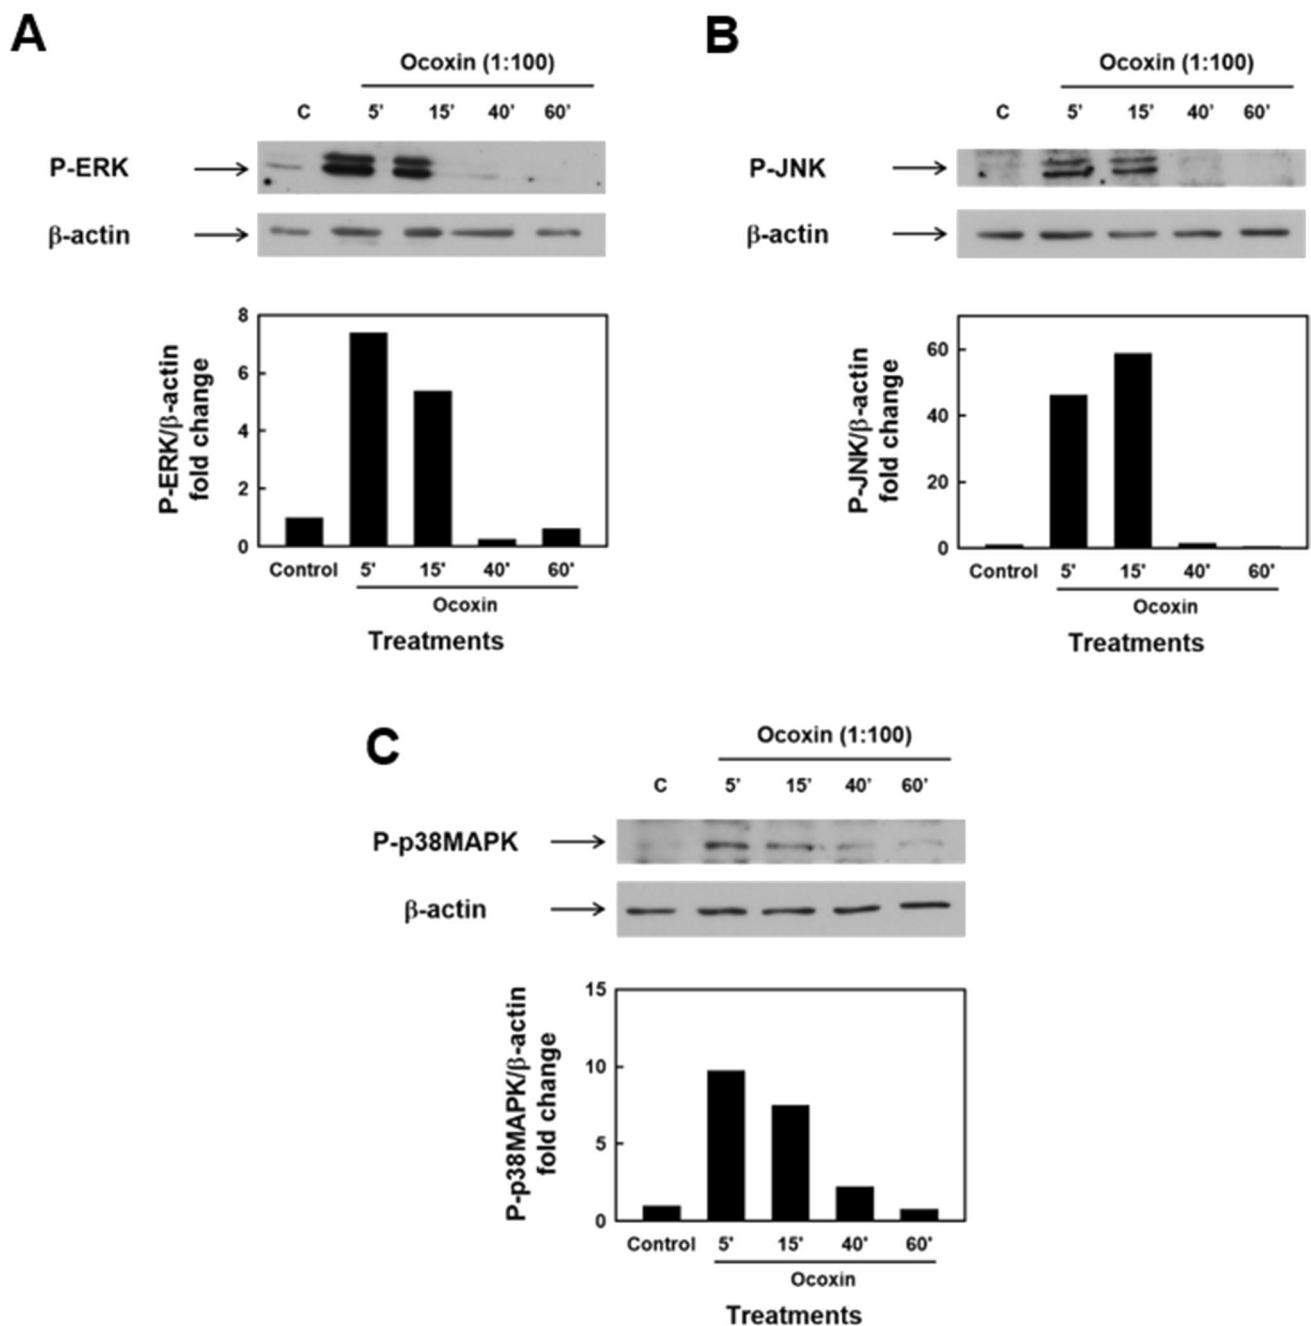 A
Ocoxin (1:100)
C 5’ 15’ 40’ 60’
P-ERK
β-actin
8
6
4
2
0
P-ERK/β-actin
fold change
Control 5' 15' 40' 60'
Ocoxin
Treatments
B
Ocoxin (1:100)
C 5’ 15’ 40’ 60’
P-JNK
β-actin
60
40
20
0
P-JNK/β-actin
fold change
Control 5' 15' 40' 60'
Ocoxin
Treatments
C
Ocoxin (1:100)
C 5’ 15’ 40’ 60’
P-p38MAPK
β-actin
15
10
5
0
P-p38MAPK/β-actin
fold change
Control 5' 15' 40' 60'
Ocoxin
Treatments